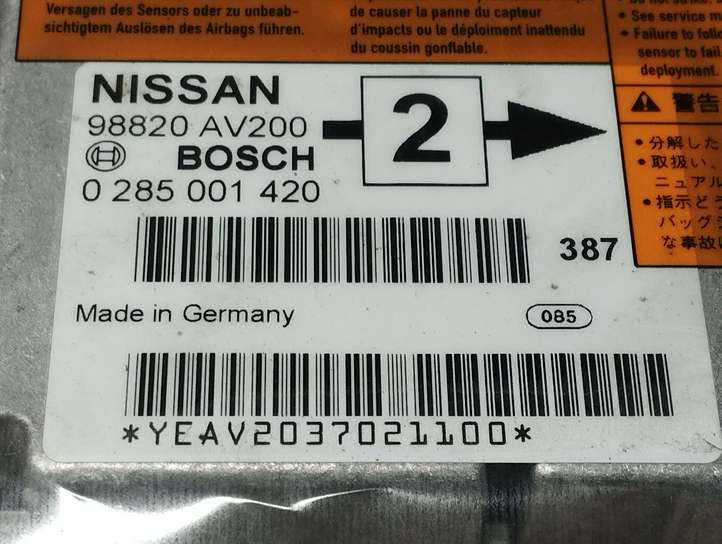 Versagen des Sensors oder zu unbeab-
sichtigtem Auslösen des Airbags führen.
de causer la panne du capteur
d'impacts ou le déploiement inattendu
du coussin gonflable.
• See service m
• Failure to follo
sensor to fail
deployment.
警告
• 分解した
• 取扱い、
ニュアル
• 指示どう
バッグシ
な事故に
NISSAN
98820 AV200
BOSCH
0 285 001 420
2
387
Made in Germany
085
*YEAV2037021100*